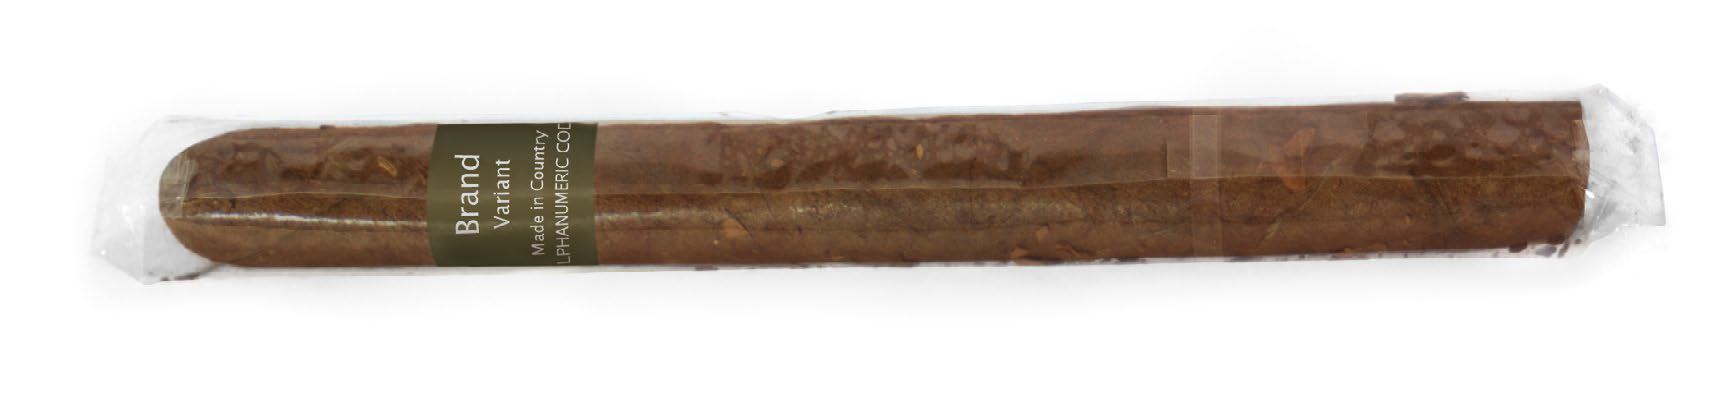 Brand
Variant
Made in Country
LPHANUMERIC COD